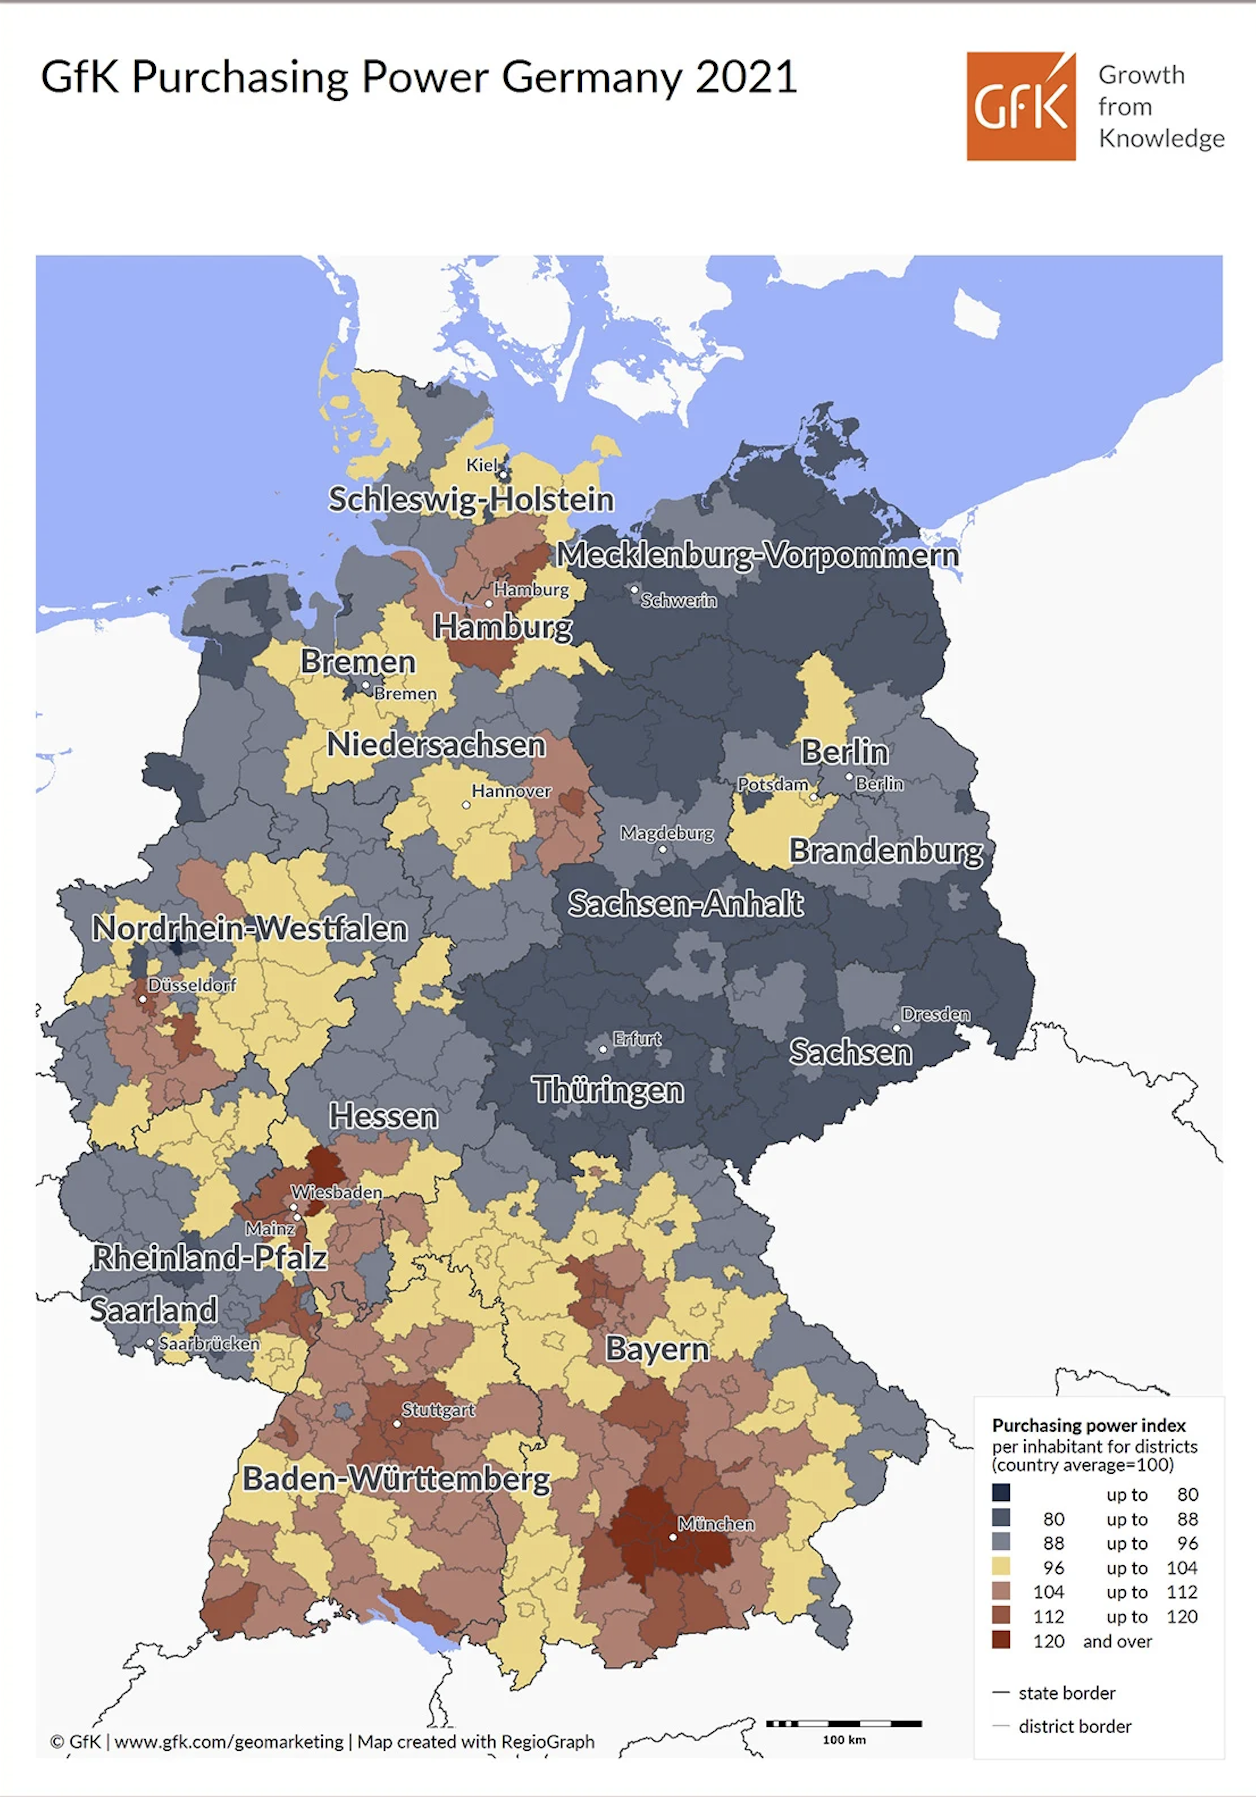 GfK Purchasing Power Germany 2021
GfK
Growth
from
Knowledge
Kiel
Schleswig-Holstein
Mecklenburg-Vorpommern
Hamburg
Schwerin
Hamburg
Bremen
Bremen
Niedersachsen
Berlin
Potsdam
Berlin
Hannover
Magdeburg
Brandenburg
Sachsen-Anhalt
Nordrhein-Westfalen
Düsseldorf
Dresden
Erfurt
Sachsen
Thüringen
Hessen
Wiesbaden
Mainz
Rheinland-Pfalz
Saarland
Saarbrücken
Bayern
Stuttgart
Baden-Württemberg
München
Purchasing power index
per inhabitant for districts
(country average=100)
up to 80
80 up to 88
88 up to 96
96 up to 104
104 up to 112
112 up to 120
120 and over
state border
district border
© GfK | www.gfk.com/geomarketing | Map created with RegioGraph
100 km